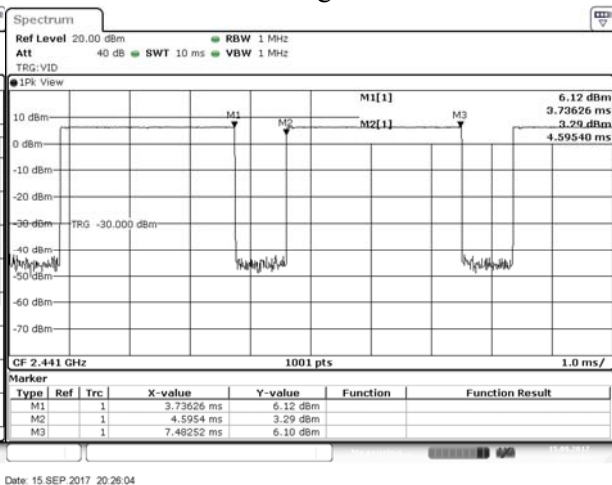 Spectrum
Ref Level 20.00 dBm RBW 1 MHz
Att 40 dB SWT 10 ms VBW 1 MHz
TRG:VID
1Pk View
M1[1] 6.12 dBm
3.73626 ms
10 dBm M1 M2 M2[1] M3 3.29 dBm
4.59540 ms
0 dBm
-10 dBm
-20 dBm
-30 dBm TRG -30.000 dBm
-40 dBm
-50 dBm
-60 dBm
-70 dBm
CF 2.441 GHz 1001 pts 1.0 ms/
Marker
Type Ref Trc X-value Y-value Function Function Result
M1 1 3.73626 ms 6.12 dBm
M2 1 4.5954 ms 3.29 dBm
M3 1 7.48252 ms 6.10 dBm
Date: 15.SEP.2017 20:26:04